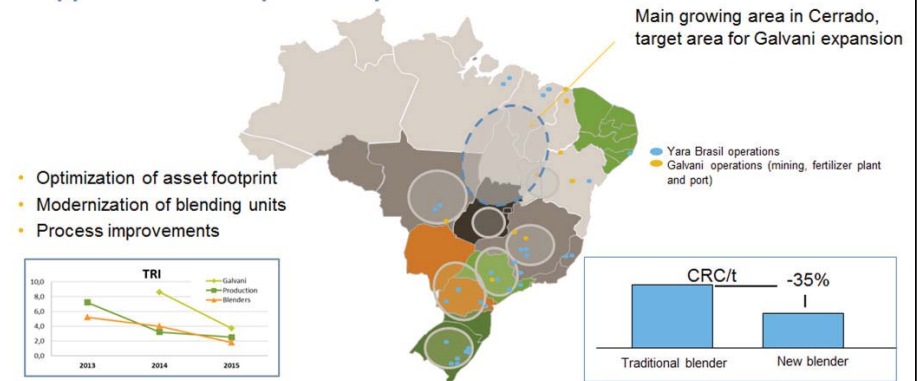 Main growing area in Cerrado,
target area for Galvani expansion
Yara Brasil operations
Galvani operations (mining, fertilizer plant
and port)
• Optimization of asset footprint
• Modernization of blending units
• Process improvements
TRI
10,0
8,0
6,0
4,0
2,0
0,0
Galvani
Production
Blenders
2013 2014 2015
CRC/t -35%
Traditional blender New blender